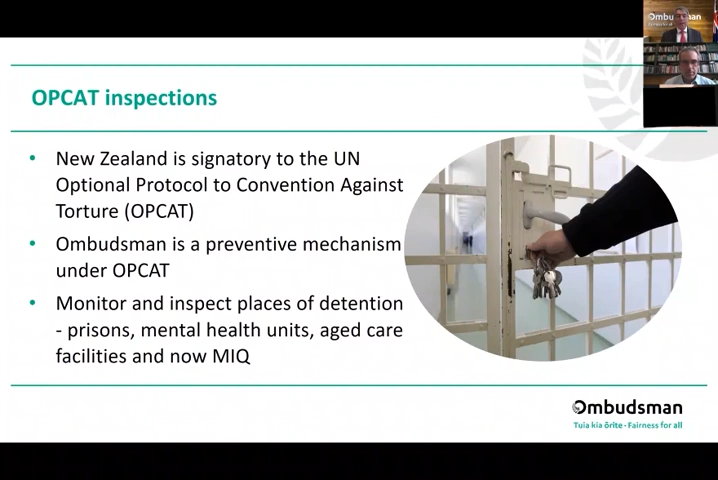 Ombudsman
OPCAT inspections
• New Zealand is signatory to the UN
Optional Protocol to Convention Against
Torture (OPCAT)
• Ombudsman is a preventive mechanism
under OPCAT
• Monitor and inspect places of detention
- prisons, mental health units, aged care
facilities and now MIQ
Ombudsman
Tuia kia ōrite - Fairness for all